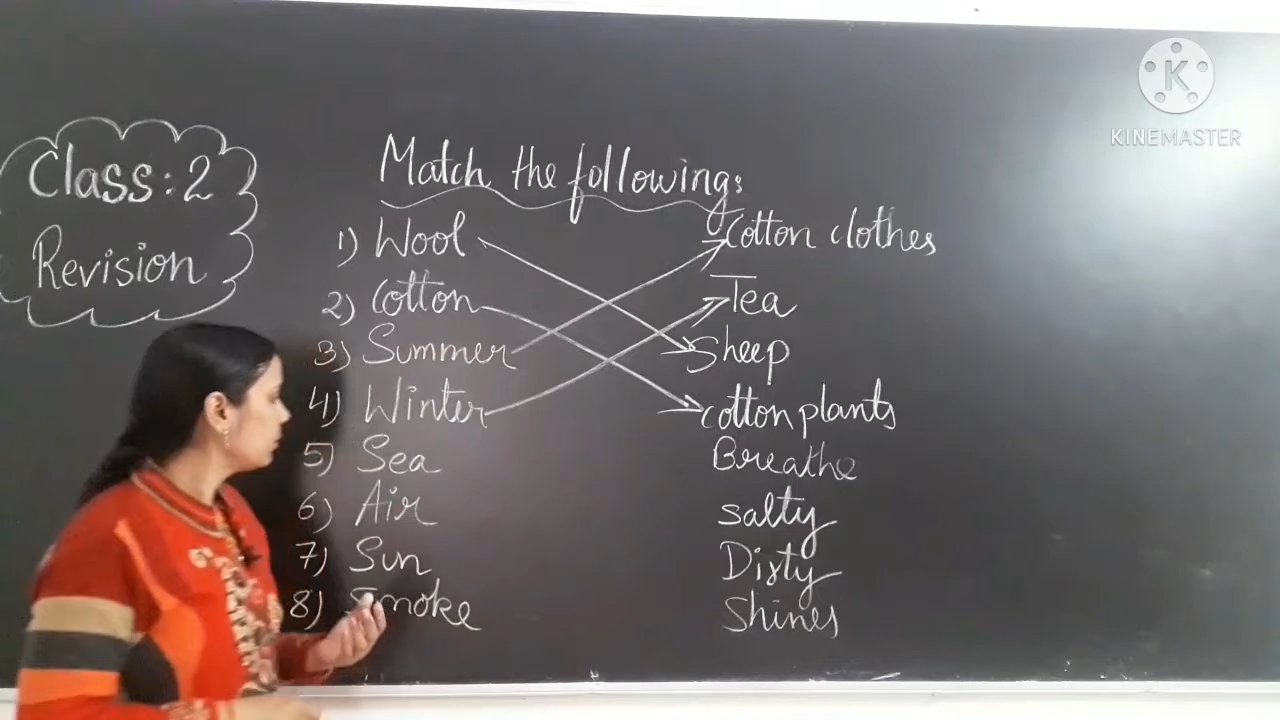 Class: 2
Revision
Match the following:
1) Wool
2) Cotton
3) Summer
4) Winter
5) Sea
6) Air
7) Sun
8) Smoke
Cotton clothes
Tea
Sheep
cotton plants
Breathe
salty
Dirty
Shines
K
KINEMASTER